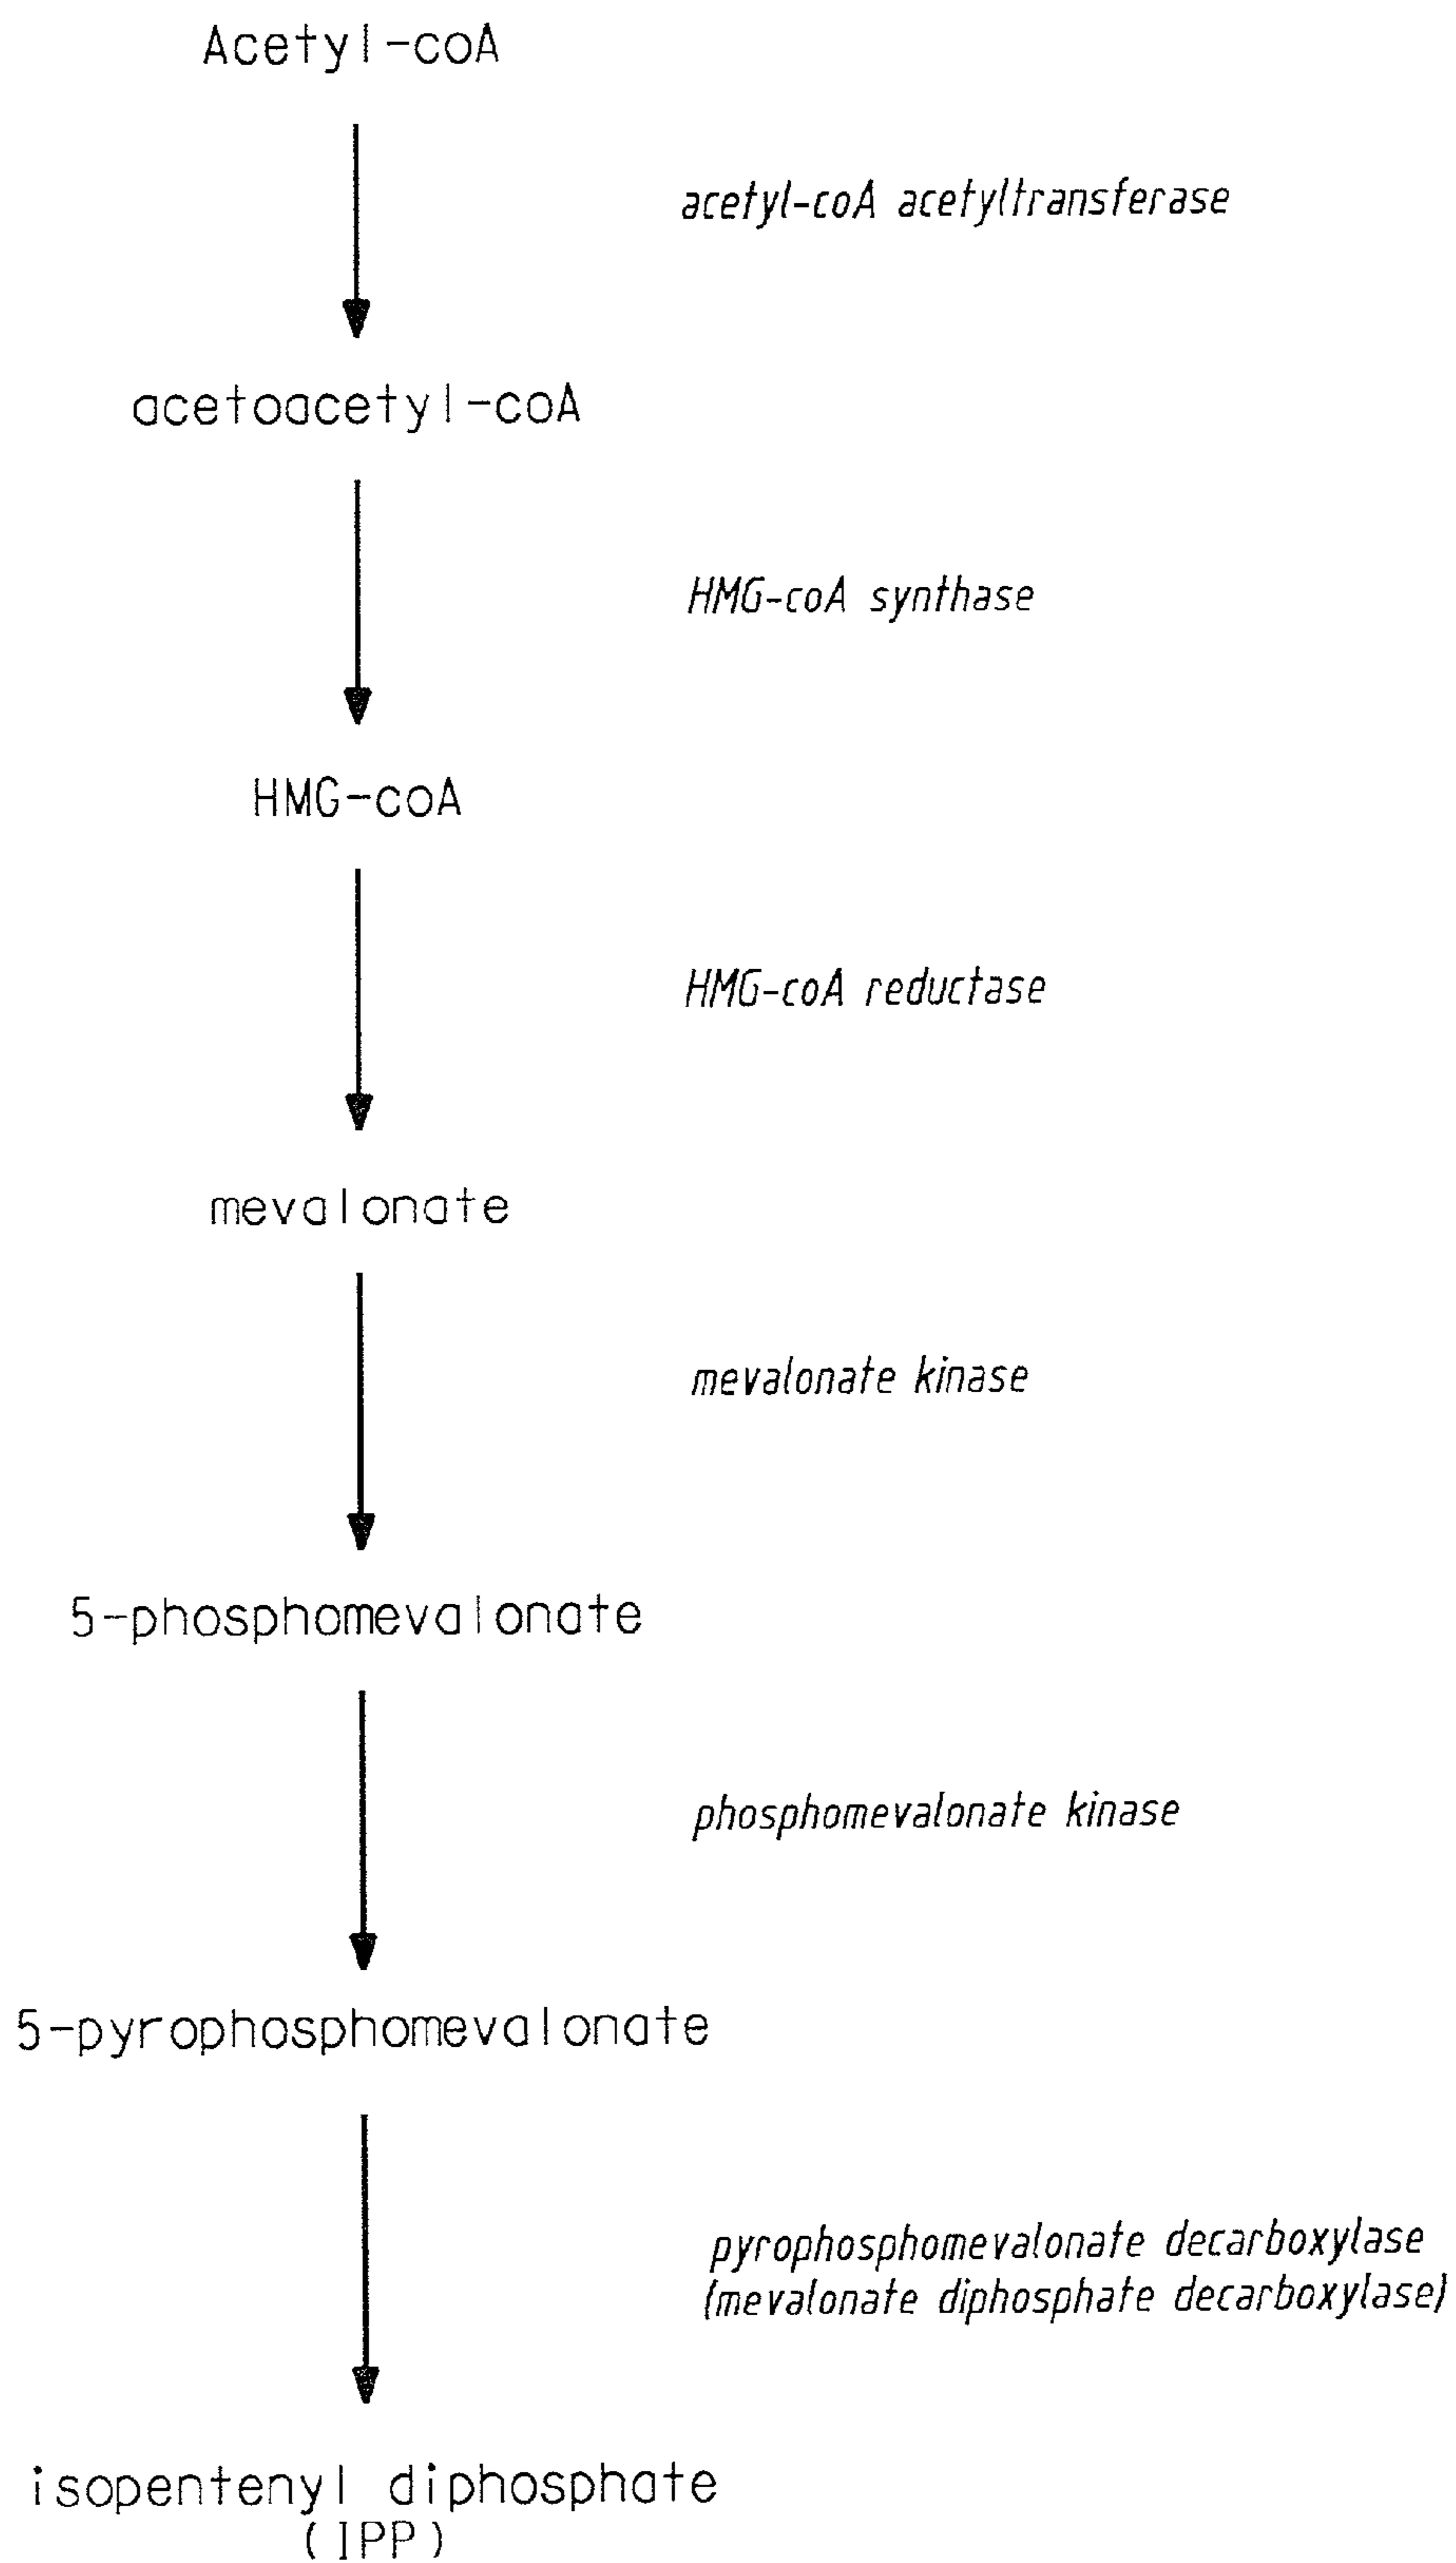 Acetyl-coA
acetyl-coA acetyltransferase
acetoacetyl-coA
HMG-coA synthase
HMG-coA
HMG-coA reductase
mevalonate
mevalonate kinase
5-phosphomevalonate
phosphomevalonate kinase
5-pyrophosphomevalonate
pyrophosphomevalonate decarboxylase
(mevalonate diphosphate decarboxylase)
isopentenyl diphosphate
(IPP)